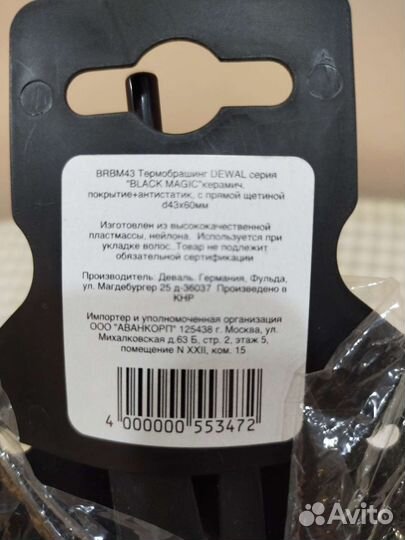 BRBM43 Термобрашинг DEWAL серия
"BLACK MAGIC"керамич.
покрытие+антистатик, с прямой щетиной
d43x60мм
Изготовлен из высококачественной
пластмассы, нейлона. Используется при
укладке волос. Товар не подлежит
обязательной сертификации
Производитель: Деваль. Германия, Фульда,
ул. Магдебургер 25 д-36037 Произведено в
КНР
Импортер и уполномоченная организация
ООО "АВАНКОРП" 125438 г. Москва, ул.
Михалковская д.63 Б, стр. 2, этаж 5,
помещение N XXII, ком. 15
4 000000 553472
Avito